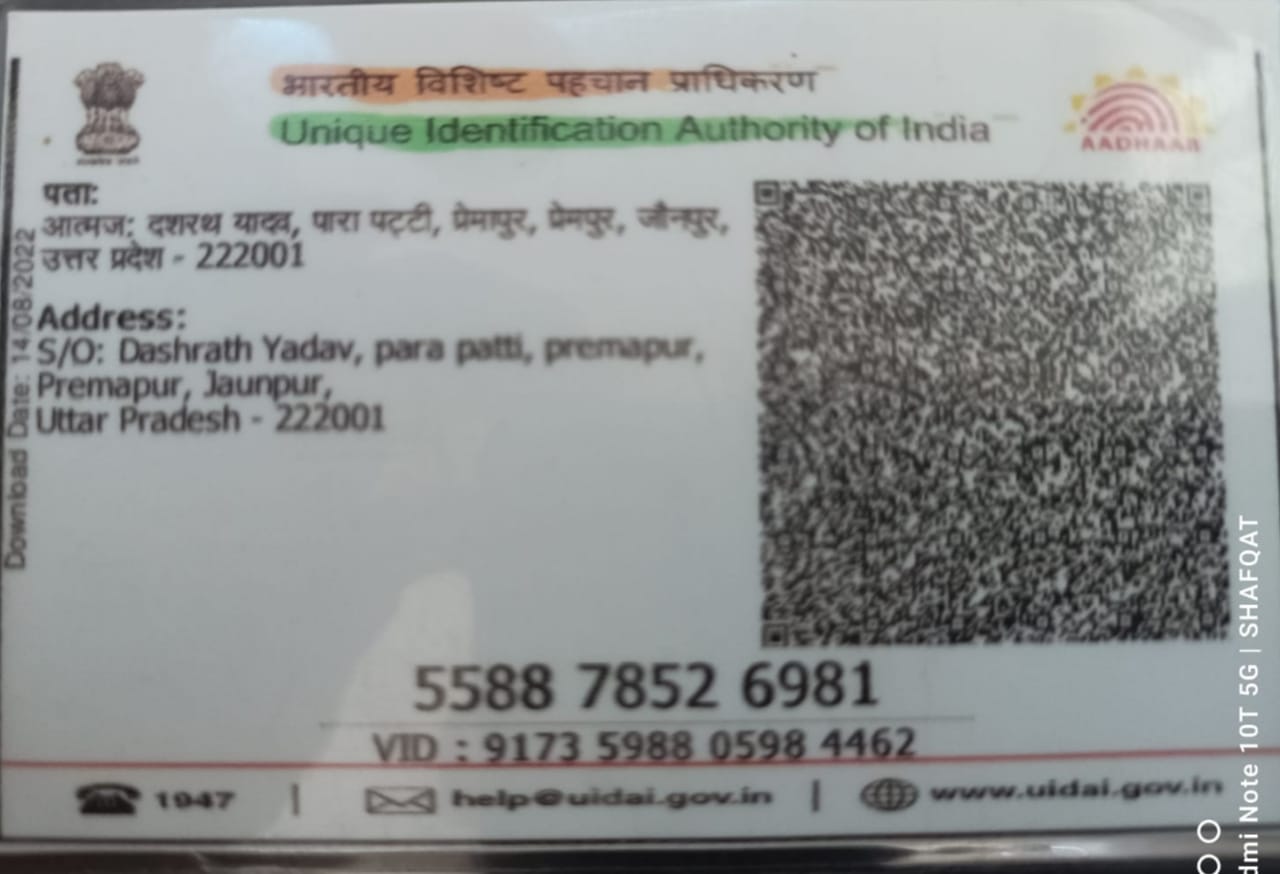 भारतीय विशिष्ट पहचान प्राधिकरण
Unique Identification Authority of India
AADHAAR
पता:
आत्मज: दशरथ यादव, पारा पट्टी, प्रेमापुर, प्रेमपुर, जौनपुर,
उत्तर प्रदेश - 222001
Address:
S/O: Dashrath Yadav, para patti, premapur,
Premapur, Jaunpur,
Uttar Pradesh - 222001
Download Date: 14/08/2022
5588 7852 6981
VID : 9173 5988 0598 4462
1947 | help@uidai.gov.in | www.uidai.gov.in
dmi Note 10T 5G | SHAFQAT